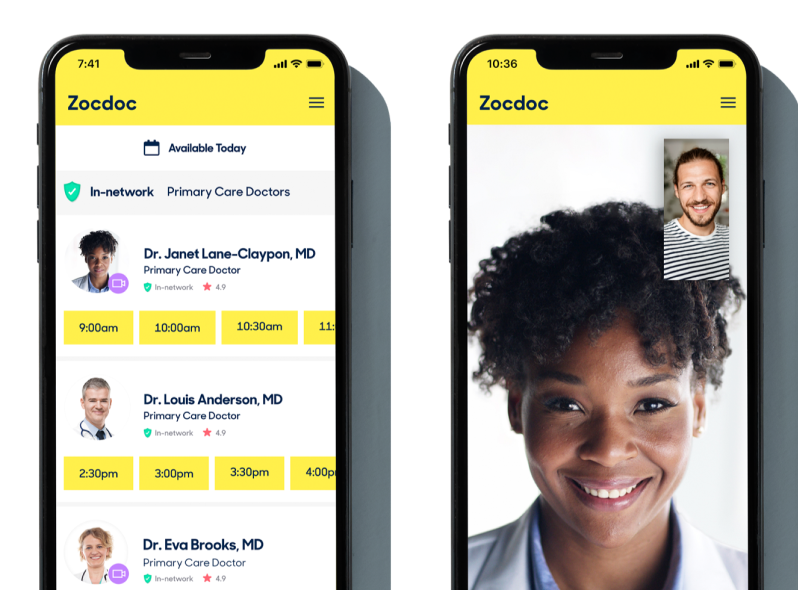 7:41
Zocdoc
Available Today
In-network Primary Care Doctors
Dr. Janet Lane-Claypon, MD
Primary Care Doctor
In-network 4.9
9:00am 10:00am 10:30am 11:
Dr. Louis Anderson, MD
Primary Care Doctor
In-network 4.9
2:30pm 3:00pm 3:30pm 4:00p
Dr. Eva Brooks, MD
Primary Care Doctor
In-network 4.9
10:36
Zocdoc